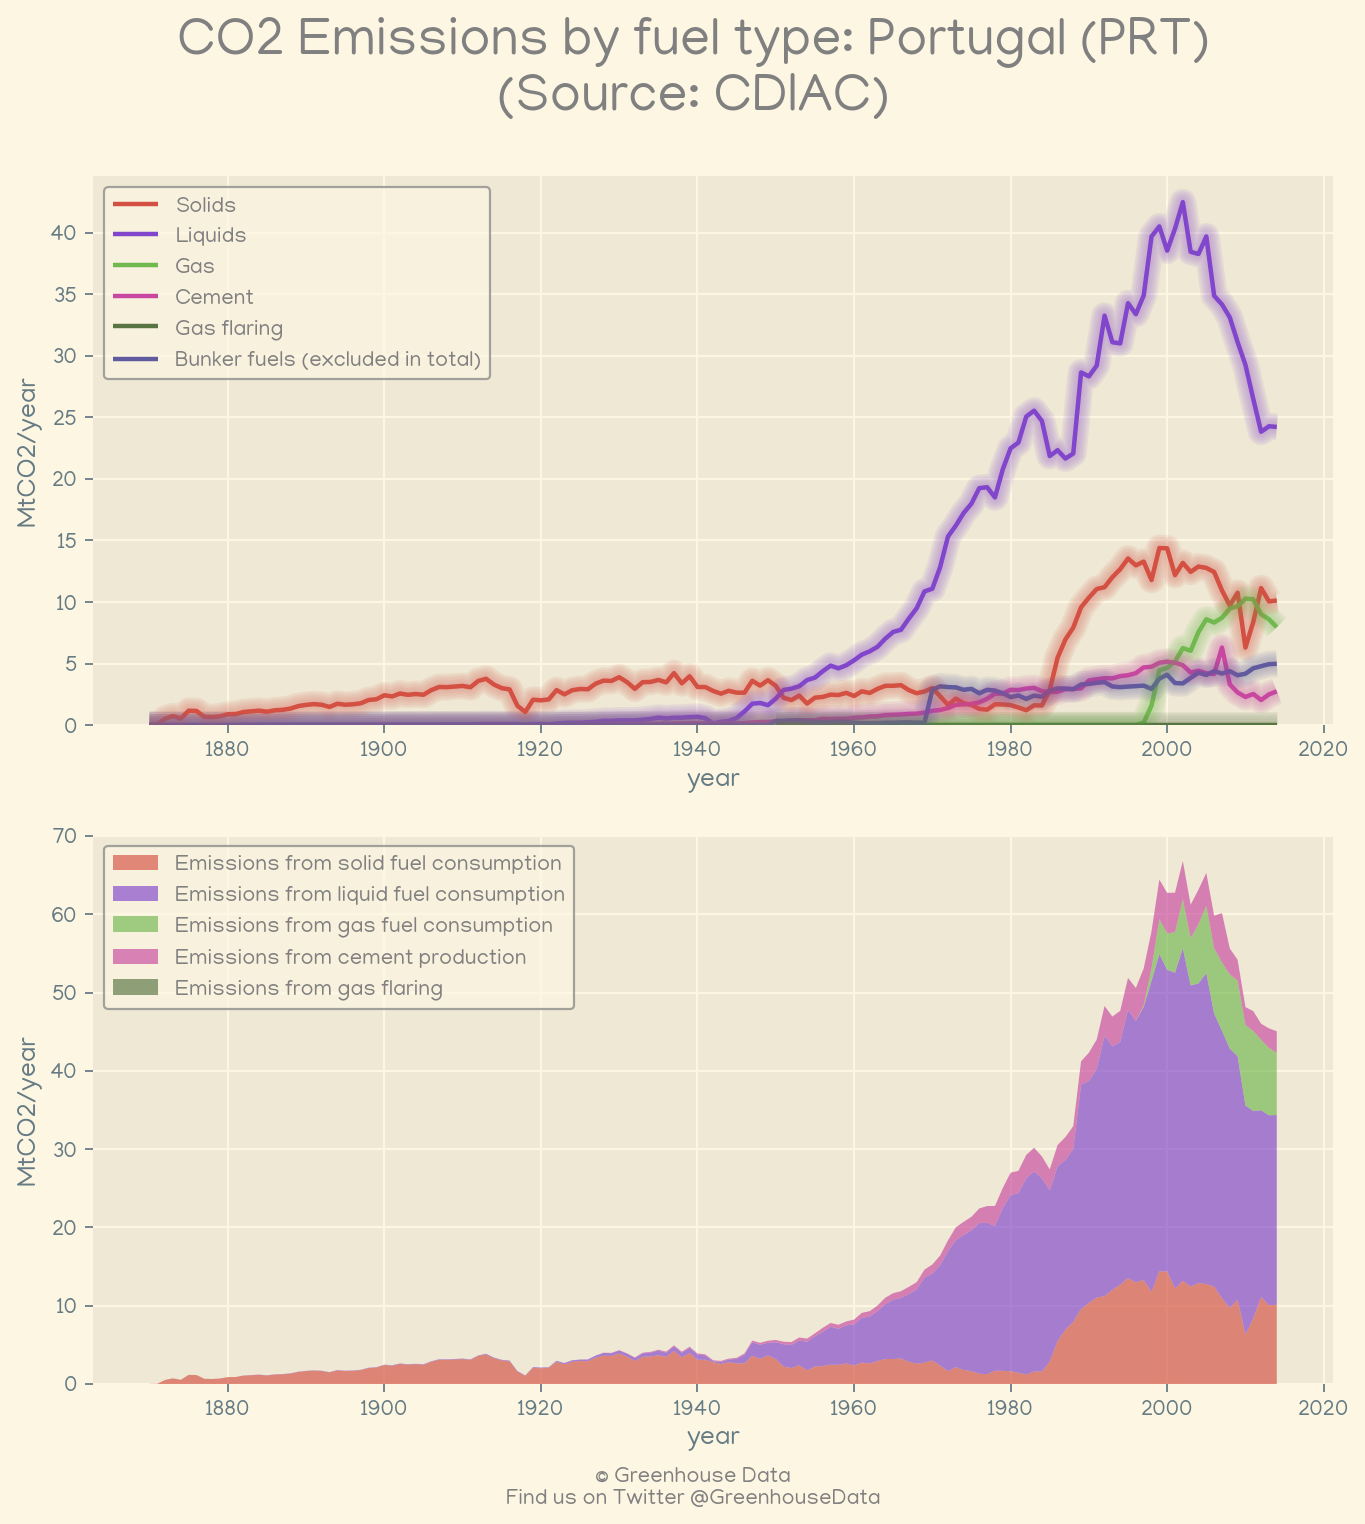 CO2 Emissions by fuel type: Portugal (PRT)
(Source: CDIAC)
Solids
Liquids
Gas
Cement
Gas flaring
Bunker fuels (excluded in total)
MtCO2/year
40
35
30
25
20
15
10
5
0
1880 1900 1920 1940 1960 1980 2000 2020
year
Emissions from solid fuel consumption
Emissions from liquid fuel consumption
Emissions from gas fuel consumption
Emissions from cement production
Emissions from gas flaring
MtCO2/year
70
60
50
40
30
20
10
0
1880 1900 1920 1940 1960 1980 2000 2020
year
© Greenhouse Data
Find us on Twitter @GreenhouseData